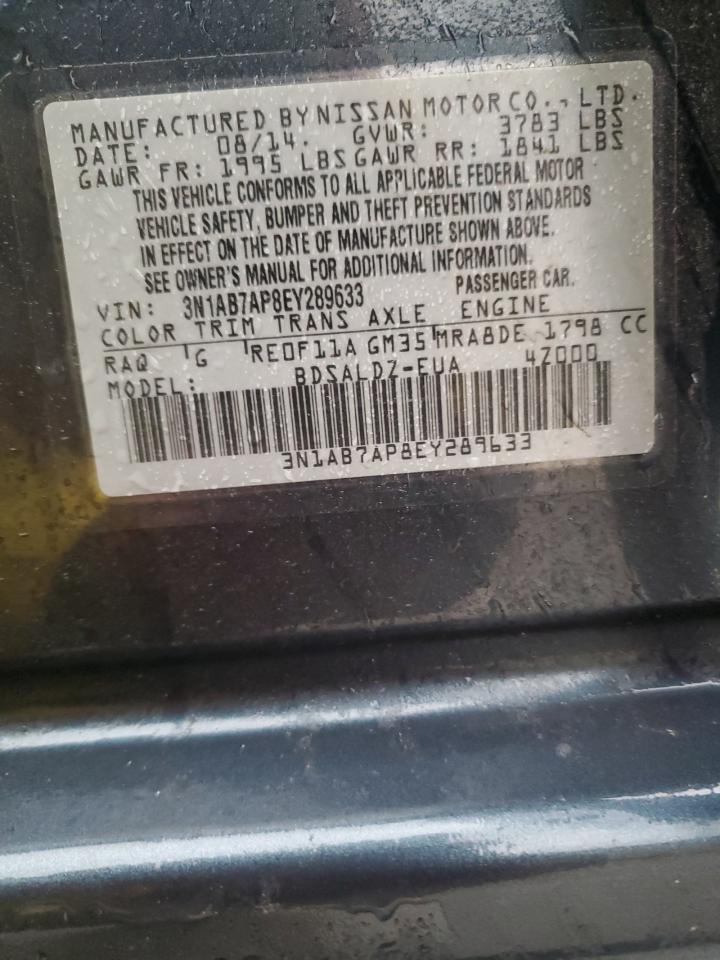 MANUFACTURED BY NISSAN MOTOR CO., LTD.
DATE: 08/14. GVWR: 3783 LBS
GAWR FR: 1995 LBS GAWR RR: 1841 LBS
THIS VEHICLE CONFORMS TO ALL APPLICABLE FEDERAL MOTOR
VEHICLE SAFETY, BUMPER AND THEFT PREVENTION STANDARDS
IN EFFECT ON THE DATE OF MANUFACTURE SHOWN ABOVE.
SEE OWNER'S MANUAL FOR ADDITIONAL INFORMATION.
VIN: 3N1AB7AP8EY289633 PASSENGER CAR.
COLOR TRIM TRANS AXLE ENGINE
RAQ G RE0F11A GM35 MRA8DE 1798 CC
MODEL: BDSALDZ-EUA 4Z000
3N1AB7AP8EY289633